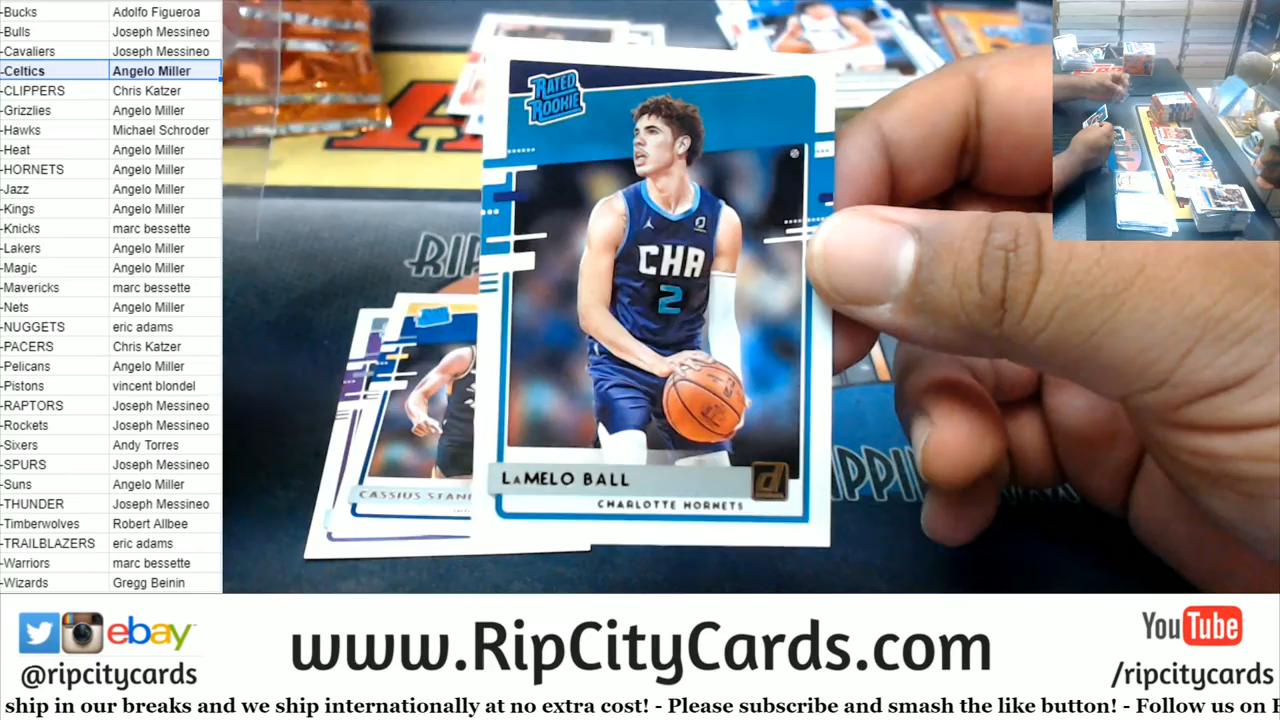 -Bucks Adolfo Figueroa
-Bulls Joseph Messineo
-Cavaliers Joseph Messineo
-Celtics Angelo Miller
-CLIPPERS Chris Katzer
-Grizzlies Angelo Miller
-Hawks Michael Schroder
-Heat Angelo Miller
-HORNETS Angelo Miller
-Jazz Angelo Miller
-Kings Angelo Miller
-Knicks marc bessette
-Lakers Angelo Miller
-Magic Angelo Miller
-Mavericks marc bessette
-Nets Angelo Miller
-NUGGETS eric adams
-PACERS Chris Katzer
-Pelicans Angelo Miller
-Pistons vincent blondel
-RAPTORS Joseph Messineo
-Rockets Joseph Messineo
-Sixers Andy Torres
-SPURS Joseph Messineo
-Suns Angelo Miller
-THUNDER Joseph Messineo
-Timberwolves Robert Allbee
-TRAILBLAZERS eric adams
-Warriors marc bessette
-Wizards Gregg Beinin
RATED
ROOKIE
CHA
2
LAMELO BALL
d
CHARLOTTE HORNETS
CASSIUS STAN
RIP
IPPI
ebay
@ripcitycards
www.RipCityCards.com
YouTube
/ripcitycards
ship in our breaks and we ship internationally at no extra cost! - Please subscribe and smash the like button! - Follow us on